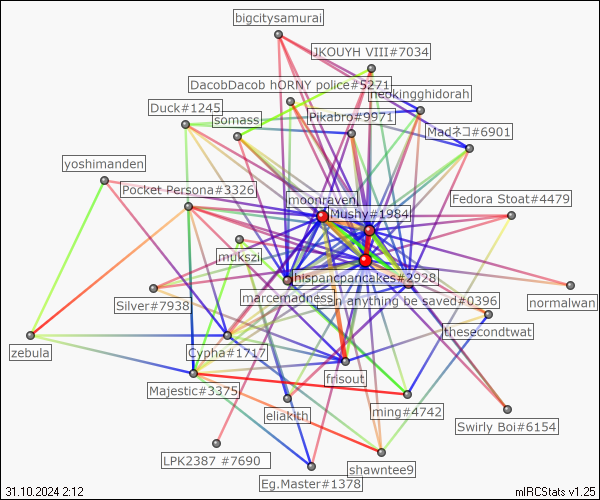 bigcitysamurai
JKOUYH VIII#7034
DacobDacob hORNY police#5271
neokingghidorah
Duck#1245
somass
Pikabro#9971
Madネコ#6901
yoshimanden
Pocket Persona#3326
moonraven
Mushy#1984
Fedora Stoat#4479
mukszi
hispancpancakes#2928
marcemadness
an anything be saved#0396
Silver#7938
normalwan
thesecondtwat
zebula
Cypha#1717
frisout
Majestic#3375
eliakith
ming#4742
Swirly Boi#6154
LPK2387 #7690
shawntee9
Eg.Master#1378
31.10.2024 2:12
mIRCStats v1.25